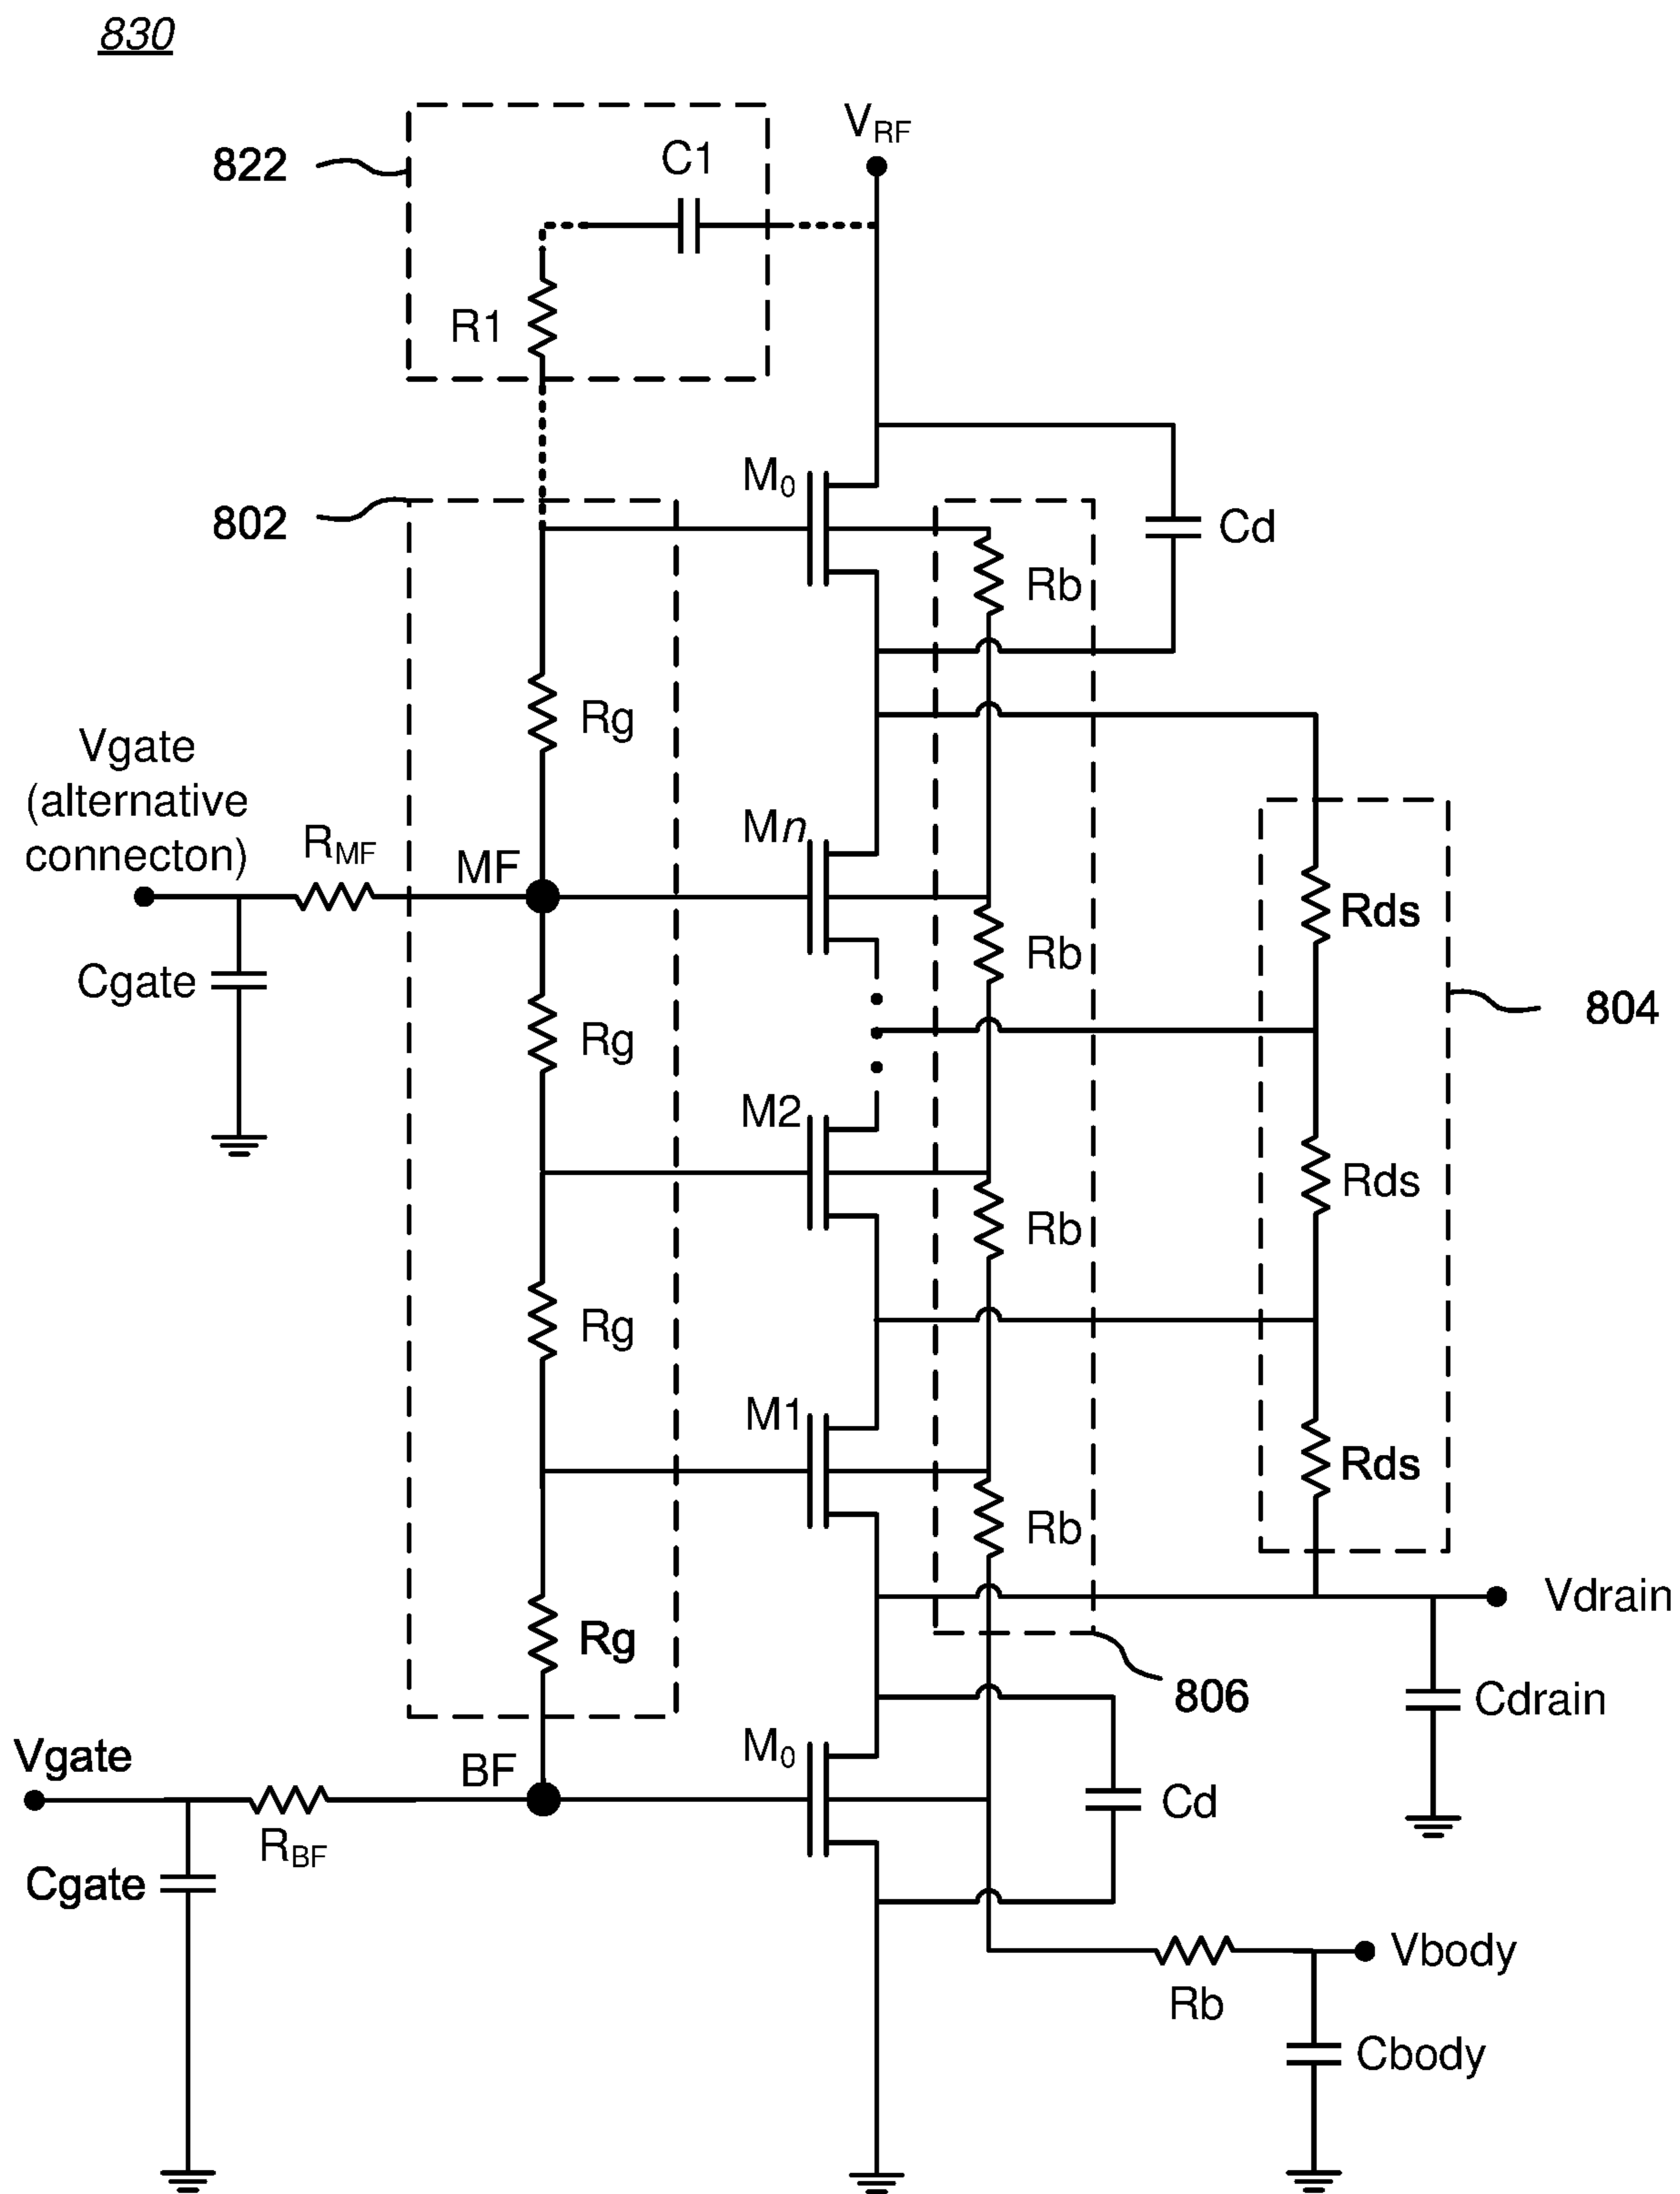 830
V_RF
C1
822
R1
M₀
802
Cd
Rb
Rg
Vgate
(alternative
connecton)
R_MF
MF
Mn
Rds
Rb
Cgate
804
Rg
M2
Rds
Rb
Rg
M1
Rds
Rb
Vdrain
Rg
806
Cdrain
M₀
Vgate
BF
Cd
R_BF
Cgate
Vbody
Rb
Cbody